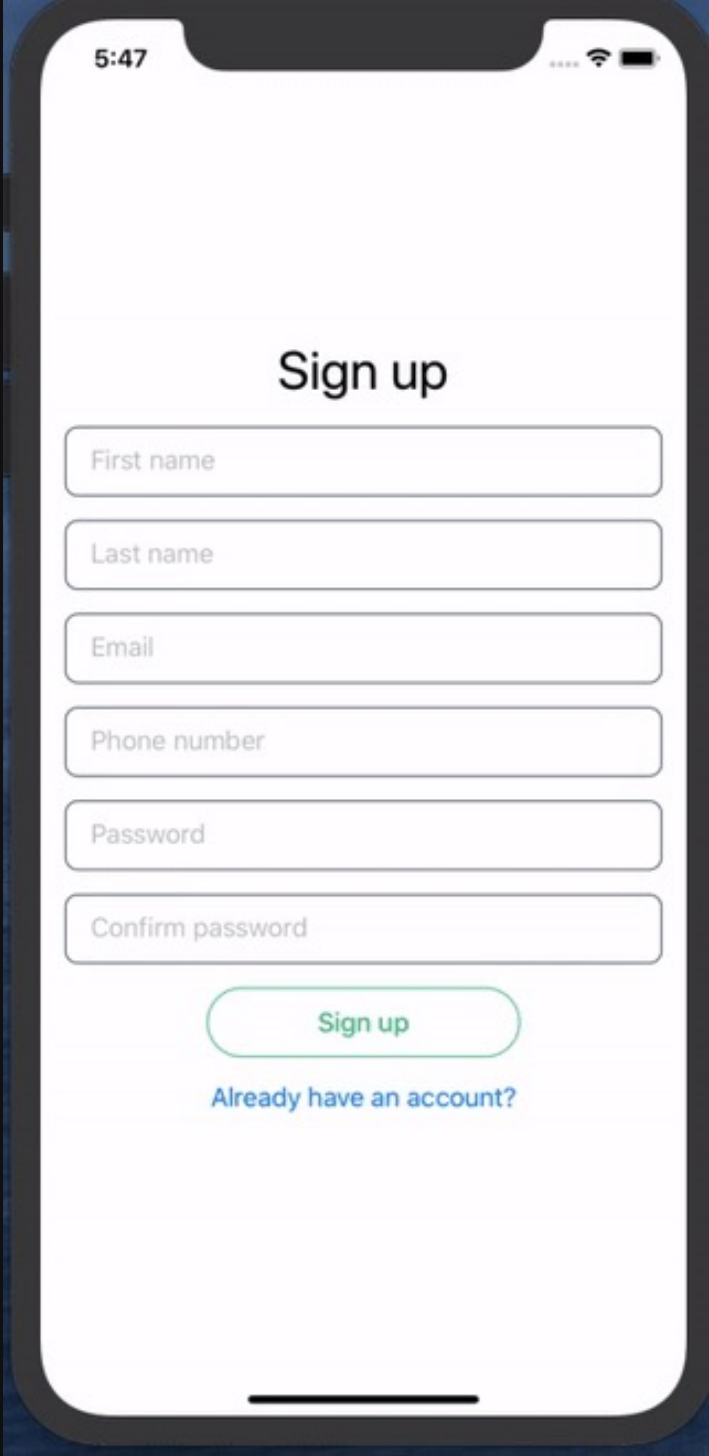 5:47
Sign up
First name
Last name
Email
Phone number
Password
Confirm password
Sign up
Already have an account?